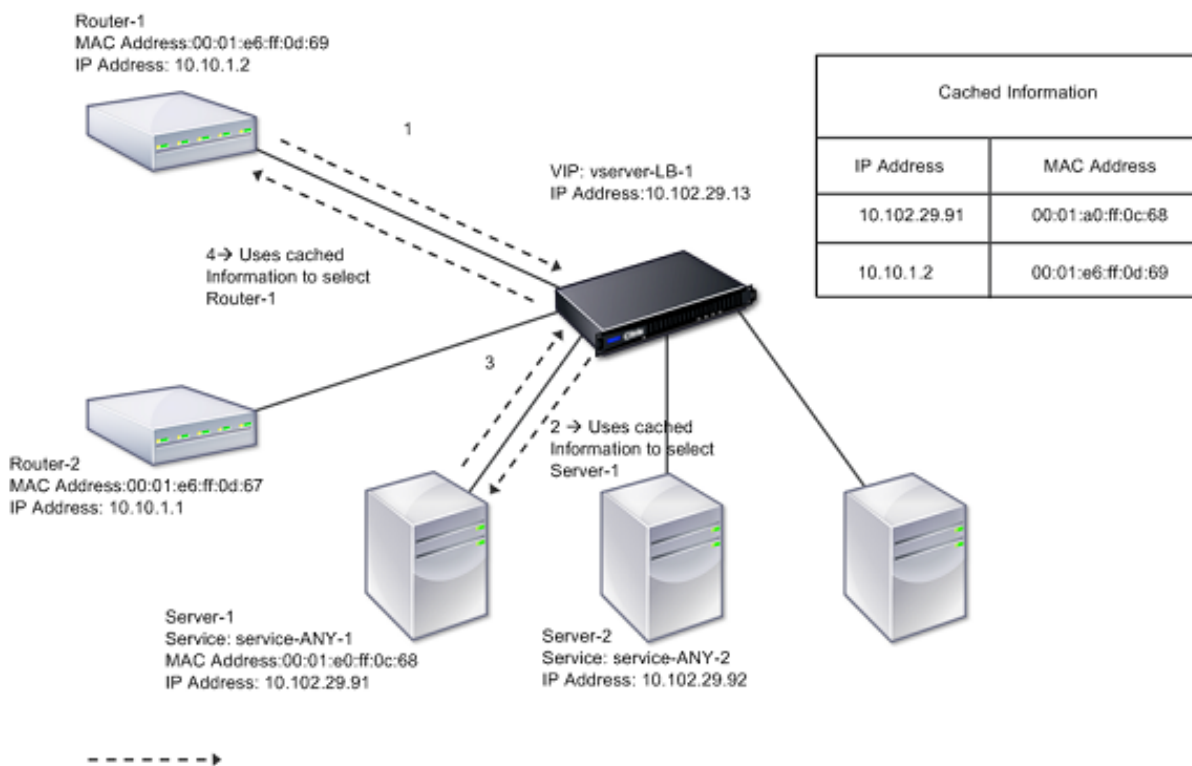 Router-1
MAC Address:00:01:e6:ff:0d:69
IP Address: 10.10.1.2
1
VIP: vserver-LB-1
IP Address:10.102.29.13
Cached Information
IP Address MAC Address
10.102.29.91 00:01:a0:ff:0c:68
10.10.1.2 00:01:e6:ff:0d:69
4→ Uses cached
Information to select
Router-1
3
2 → Uses cached
Information to select
Server-1
Router-2
MAC Address:00:01:e6:ff:0d:67
IP Address: 10.10.1.1
Server-1
Service: service-ANY-1
MAC Address:00:01:e0:ff:0c:68
IP Address: 10.102.29.91
Server-2
Service: service-ANY-2
IP Address: 10.102.29.92